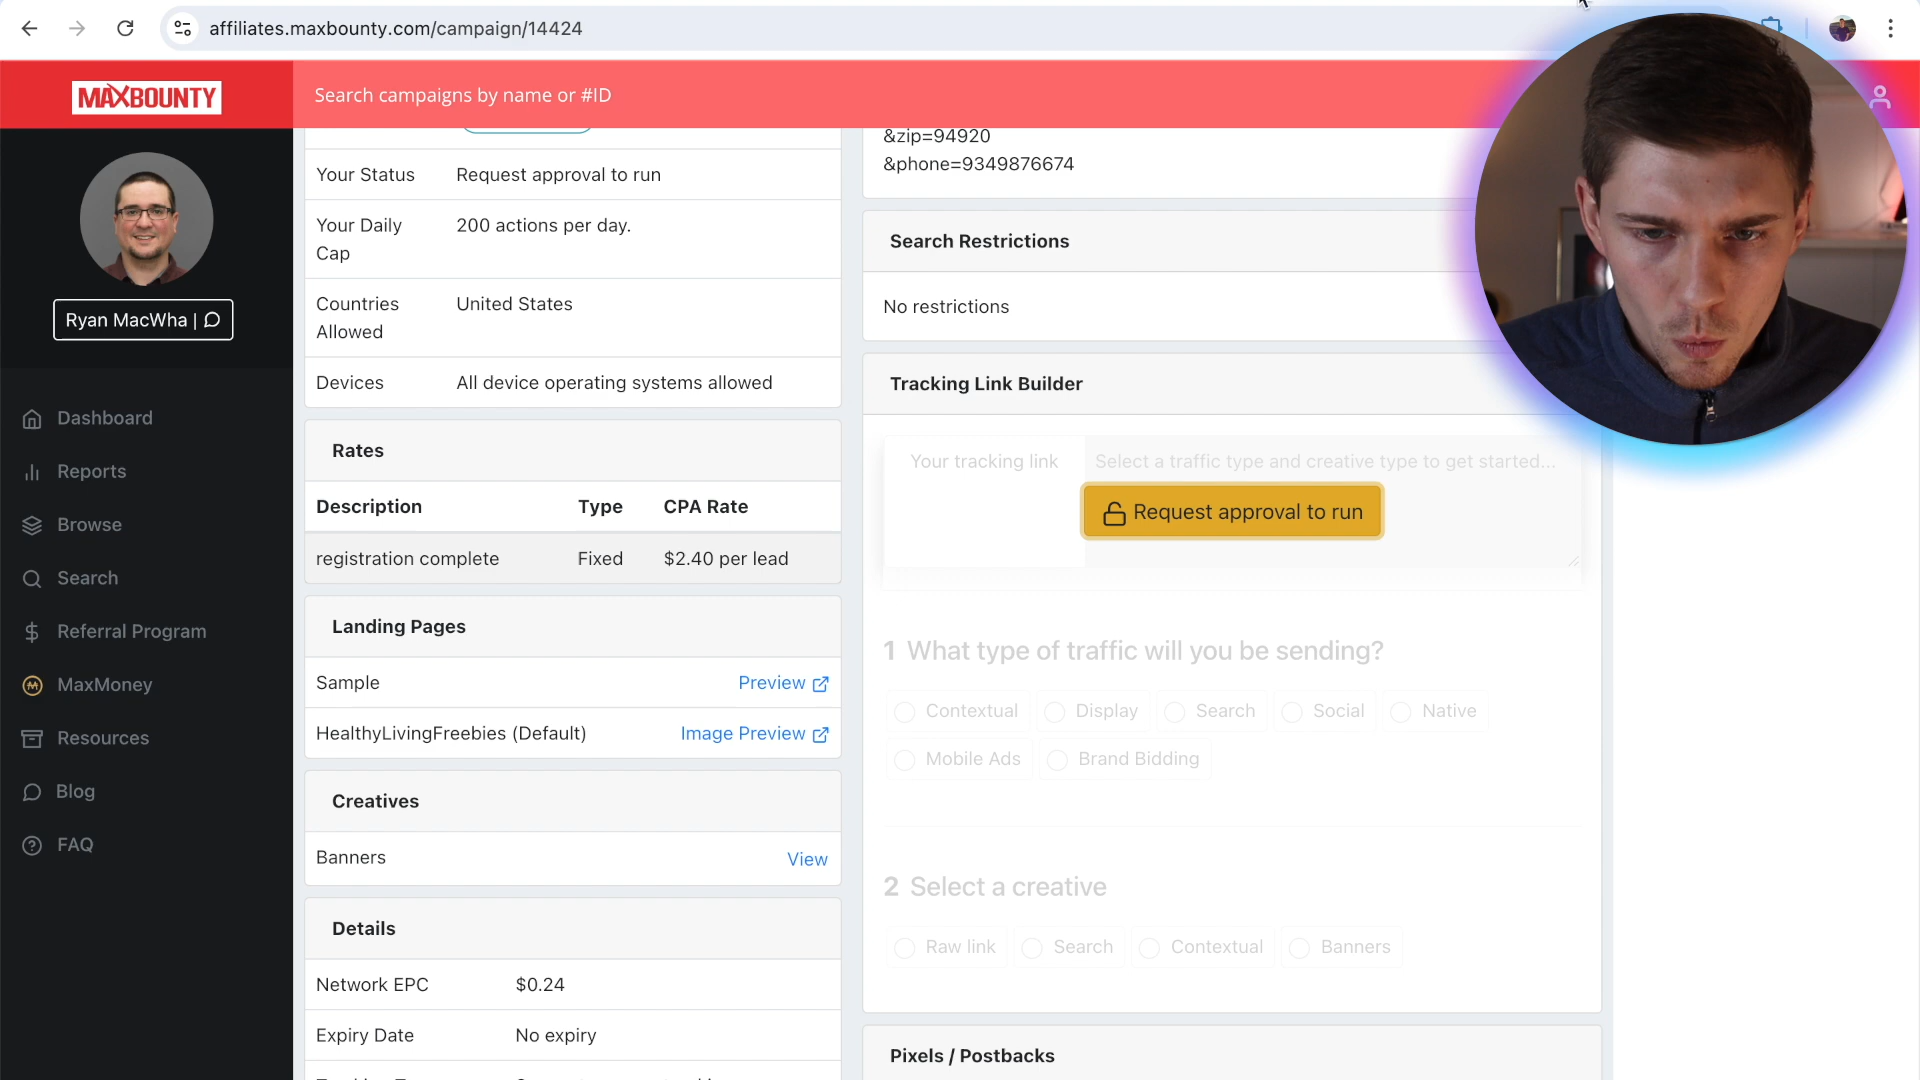 affiliates.maxbounty.com/campaign/14424
MAXBOUNTY
Search campaigns by name or #ID
Ryan MacWha |
Dashboard
Reports
Browse
Search
Referral Program
MaxMoney
Resources
Blog
FAQ
Your Status Request approval to run
Your Daily Cap 200 actions per day.
Countries Allowed United States
Devices All device operating systems allowed
Rates
Description Type CPA Rate
registration complete Fixed $2.40 per lead
Landing Pages
Sample Preview
HealthyLivingFreebies (Default) Image Preview
Creatives
Banners View
Details
Network EPC $0.24
Expiry Date No expiry
&zip=94920
&phone=9349876674
Search Restrictions
No restrictions
Tracking Link Builder
Your tracking link Select a traffic type and creative type to get started...
Request approval to run
1 What type of traffic will you be sending?
Contextual Display Search Social Native
Mobile Ads Brand Bidding
2 Select a creative
Raw link Search Contextual Banners
Pixels / Postbacks